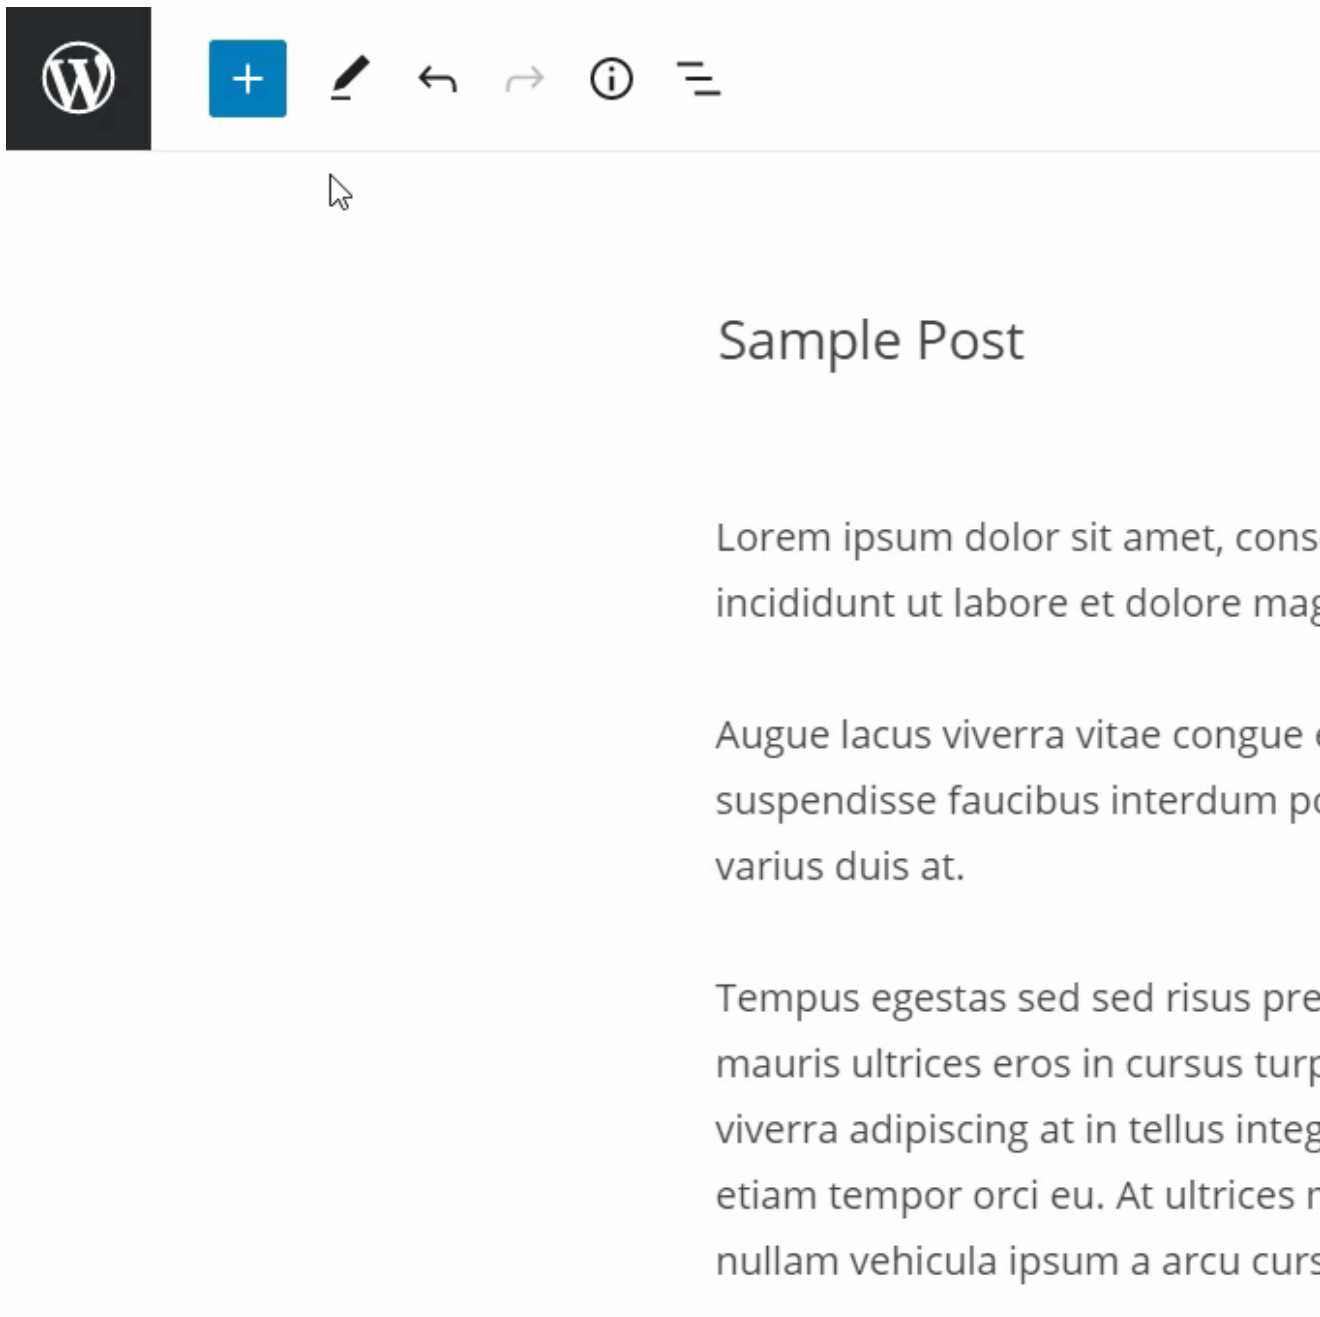 Sample Post
Lorem ipsum dolor sit amet,
incididunt ut labore et dolore
Augue lacus viverra vitae congue
suspendisse faucibus interdum
varius duis at.
Tempus egestas sed sed risus
mauris ultrices eros in cursus
viverra adipiscing at in tellus
etiam tempor orci eu. At ultrices
nullam vehicula ipsum a arcu